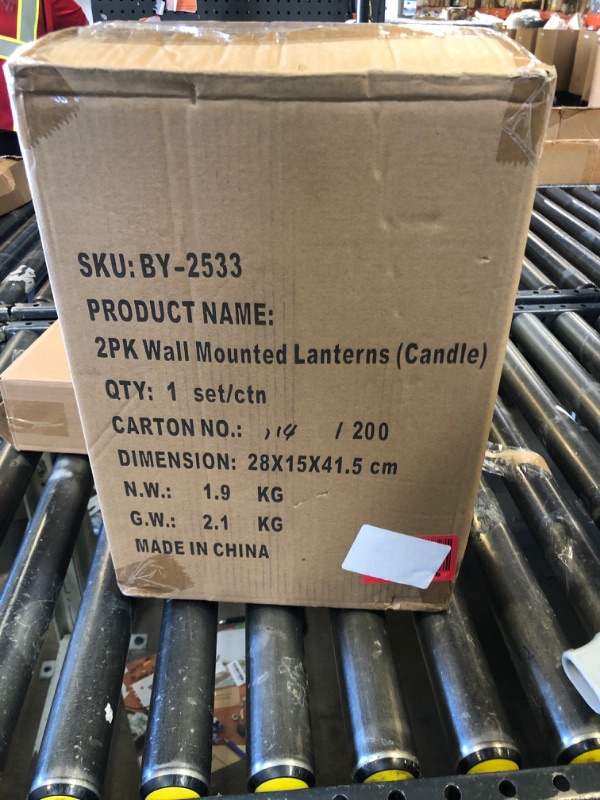 SKU: BY-2533
PRODUCT NAME:
2PK Wall Mounted Lanterns (Candle)
QTY: 1 set/ctn
CARTON NO.: 114 / 200
DIMENSION: 28X15X41.5 cm
N.W.: 1.9 KG
G.W.: 2.1 KG
MADE IN CHINA